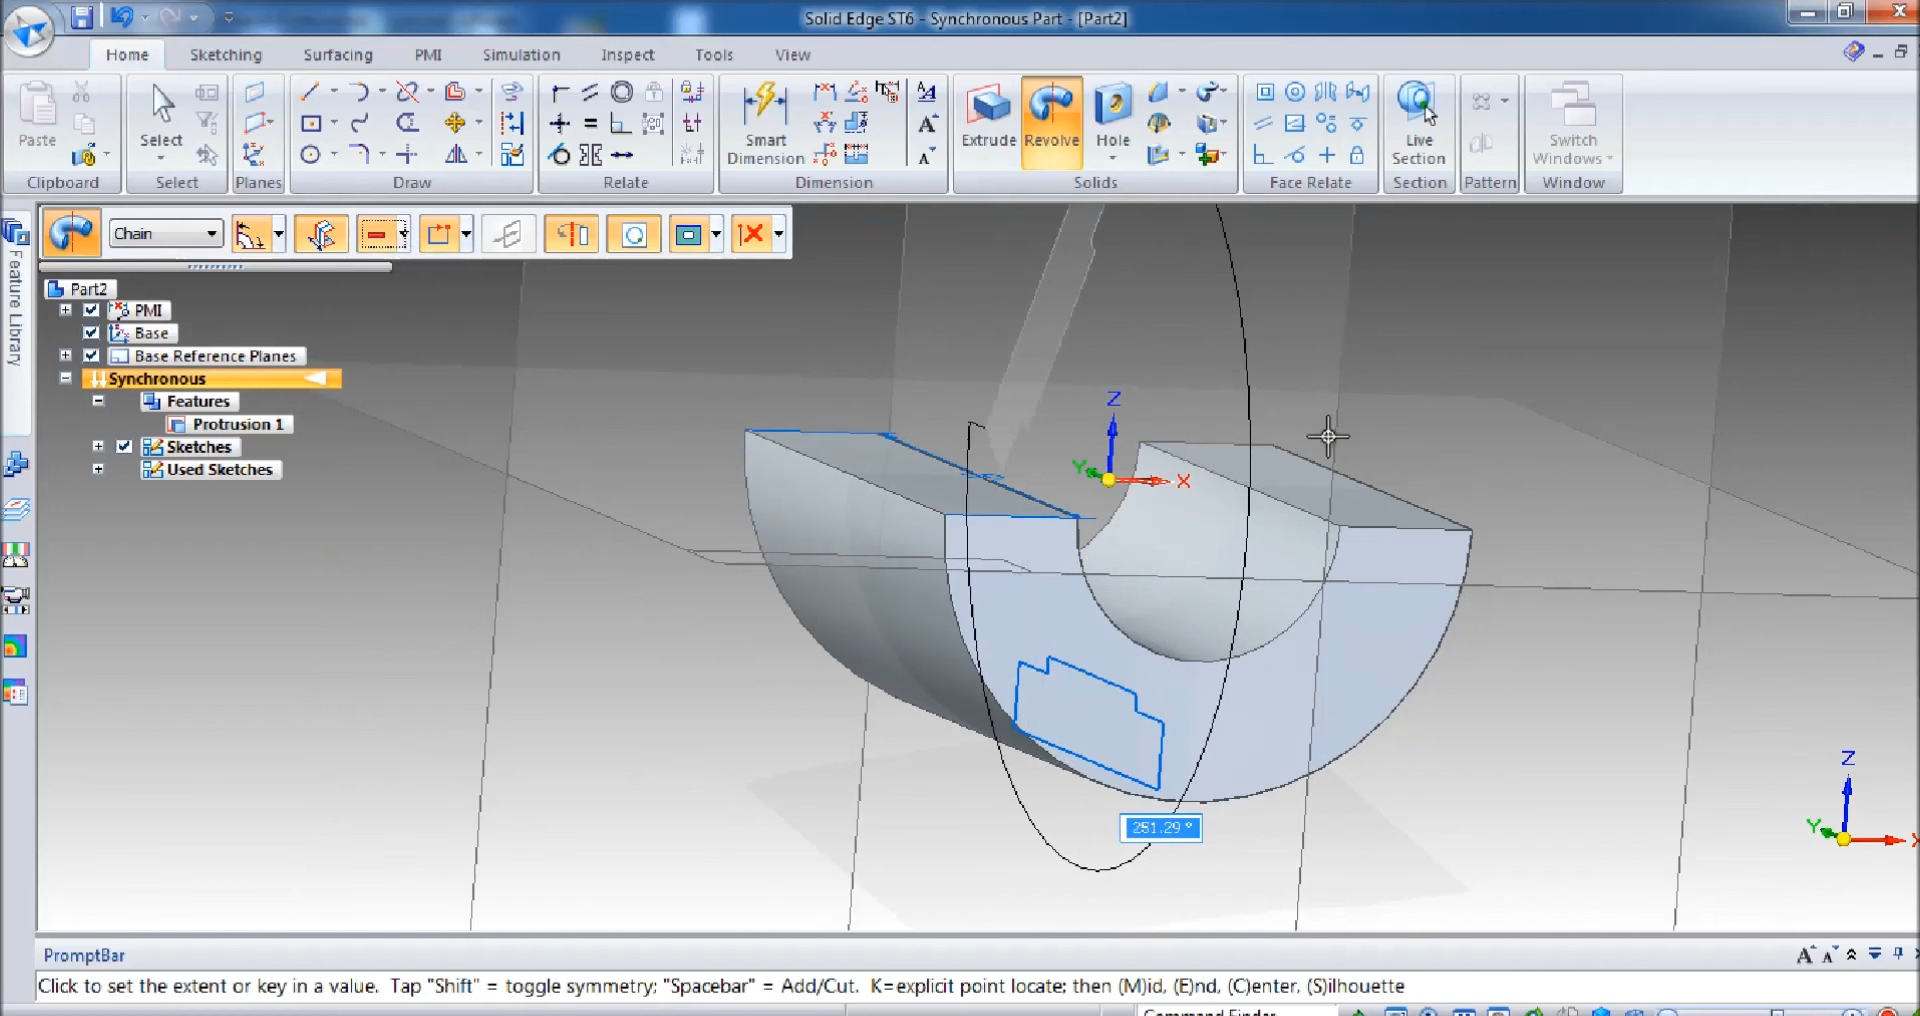 Solid Edge ST6 - Synchronous Part - [Part2]
Home Sketching Surfacing PMI Simulation Inspect Tools View
Paste Select Smart Dimension Extrude Revolve Hole Live Section Switch Windows
Clipboard Select Planes Draw Relate Dimension Solids Face Relate Section Pattern Window
Chain
Feature Library
Part2
PMI
Base
Base Reference Planes
Synchronous
Features
Protrusion 1
Sketches
Used Sketches
Z
Y
X
251.29 °
Z
Y
X
PromptBar
Click to set the extent or key in a value. Tap "Shift" = toggle symmetry; "Spacebar" = Add/Cut. K=explicit point locate; then (M)id, (E)nd, (C)enter, (S)ilhouette
Command Finder